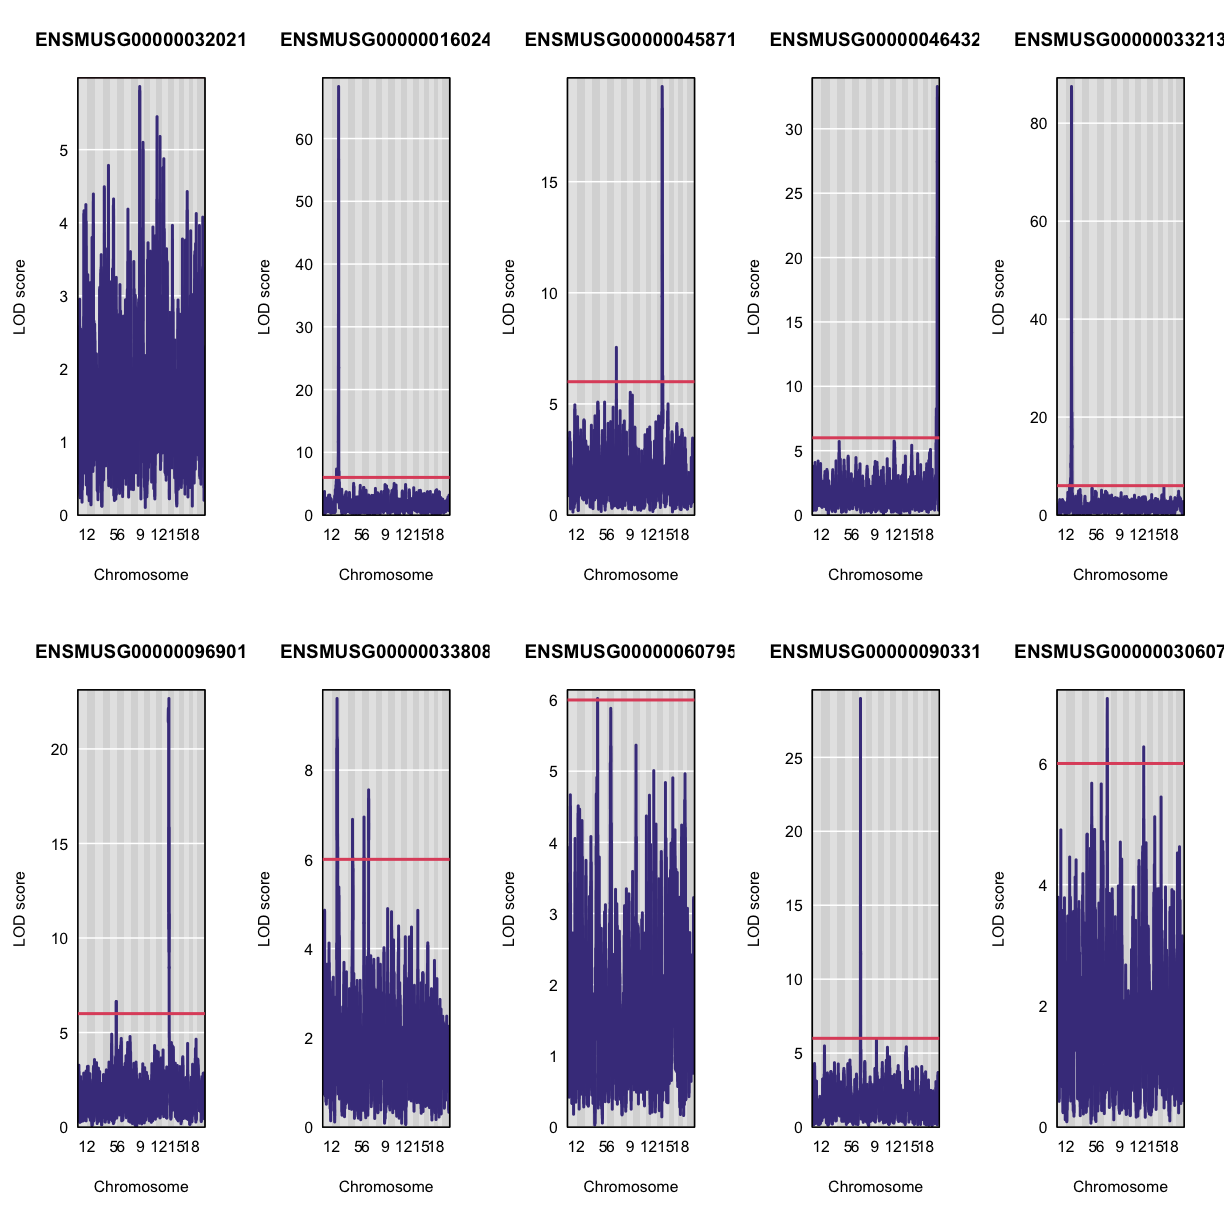 ENSMUSG00000032021 ENSMUSG00000016024 ENSMUSG00000045871 ENSMUSG00000046432 ENSMUSG00000033213
LOD score 0 1 2 3 4 5
12 56 9 121518
Chromosome
LOD score 0 10 20 30 40 50 60
12 56 9 121518
Chromosome
LOD score 0 5 10 15
12 56 9 121518
Chromosome
LOD score 0 5 10 15 20 25 30
12 56 9 121518
Chromosome
LOD score 0 20 40 60 80
12 56 9 121518
Chromosome
ENSMUSG00000096901 ENSMUSG00000033808 ENSMUSG00000060795 ENSMUSG00000090331 ENSMUSG00000030607
LOD score 0 5 10 15 20
12 56 9 121518
Chromosome
LOD score 0 2 4 6 8
12 56 9 121518
Chromosome
LOD score 0 1 2 3 4 5 6
12 56 9 121518
Chromosome
LOD score 0 5 10 15 20 25
12 56 9 121518
Chromosome
LOD score 0 2 4 6
12 56 9 121518
Chromosome